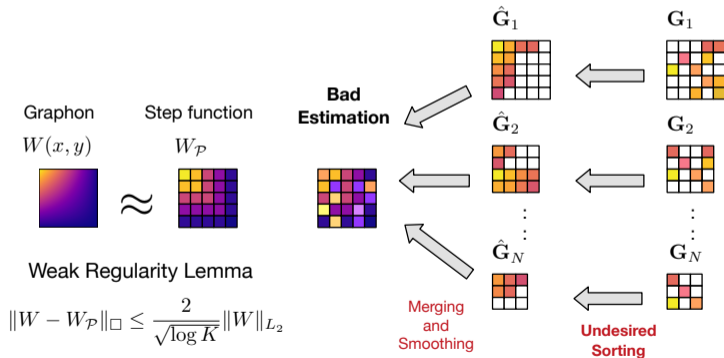 Graphon
W(x, y)
Step function
W_𝒫
≈
Weak Regularity Lemma
‖W − W_𝒫‖_□ ≤ 2/√(log K) ‖W‖_{L_2}
Bad
Estimation
Ĝ_1
G_1
Ĝ_2
G_2
⋮
⋮
Ĝ_N
G_N
Merging
and
Smoothing
Undesired
Sorting